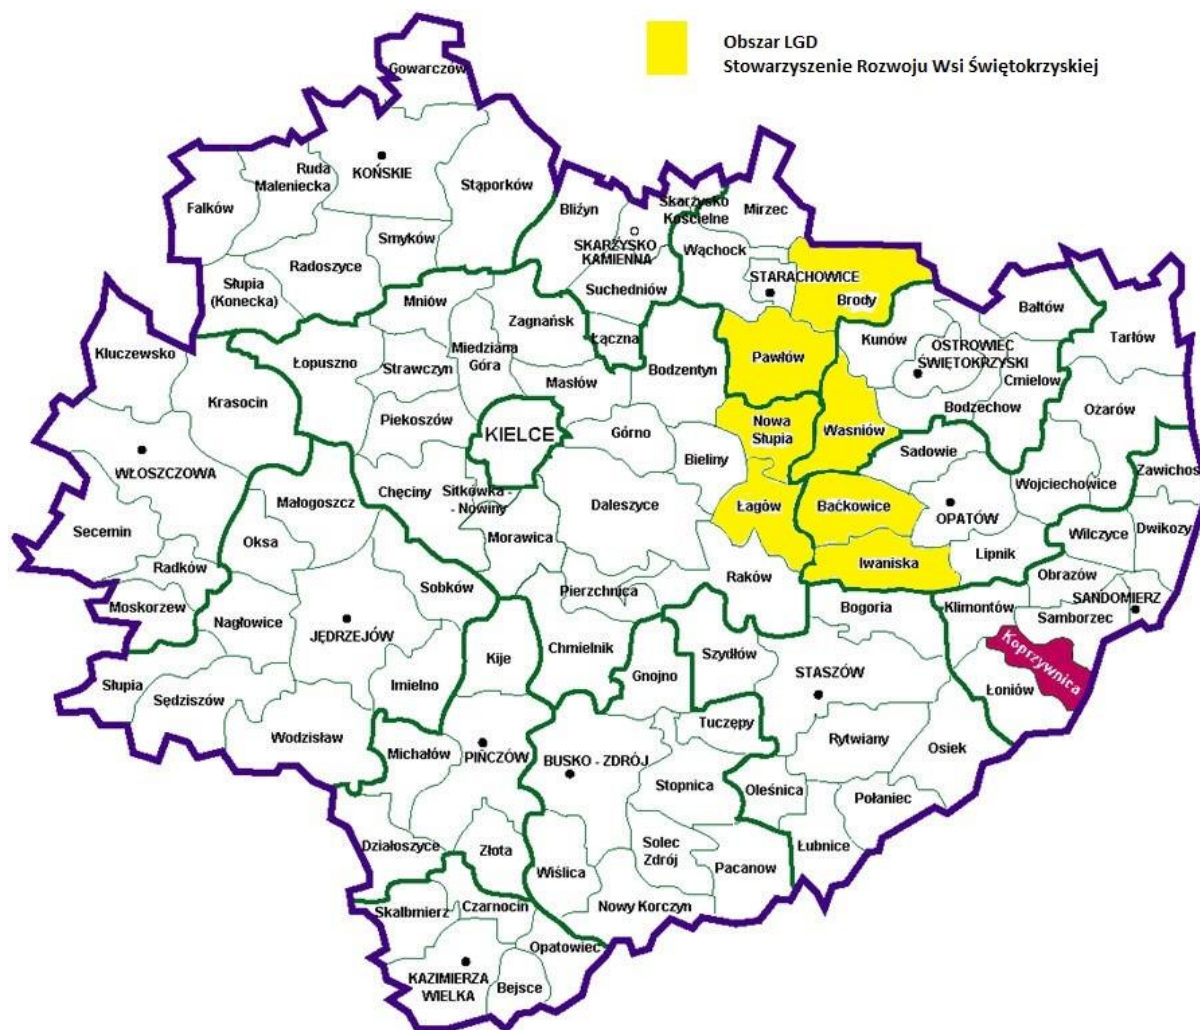 Obszar LGD
Stowarzyszenie Rozwoju Wsi Świętokrzyskiej
Gowarczów
KOŃSKIE
Ruda
Maleniecka
Stąporków
Fałków
Smyków
Radoszyce
Słupia
(Konecka)
Bliżyn
Skarżysko
Kościelne
Mirzec
SKARŻYSKO
KAMIENNA
Wąchock
STARACHOWICE
Suchedniów
Brody
Mniów
Zagnańsk
Łączna
Bałtów
Tarłów
Kluczewsko
Łopuszno
Strawczyn
Miedziana
Góra
Masłów
Bodzentyn
Pawłów
Kunów
OSTROWIEC
ŚWIĘTOKRZYSKI
Cmielow
Krasocin
Piekoszów
KIELCE
Górno
Nowa
Słupia
Wasniów
Bodzechow
Ożarów
WŁOSZCZOWA
Bieliny
Sadowie
Zawichost
Małogoszcz
Chęciny
Sitkówka -
- Nowiny
Daleszyce
Łagów
Baćkowice
OPATÓW
Wojciechowice
Secemin
Oksa
Morawica
Wilczyce
Dwikozy
Radków
Iwaniska
Lipnik
Obrazów
Moskorzew
Sobków
Pierzchnica
Raków
SANDOMIERZ
Nagłowice
JĘDRZEJÓW
Bogoria
Klimontów
Samborzec
Chmielnik
Kije
Szydłów
Koprzywnica
Słupia
Sędziszów
Imielno
Gnojno
STASZÓW
Łoniów
Wodzisław
Tuczępy
Michałów
PIŃCZÓW
BUSKO - ZDRÓJ
Rytwiany
Osiek
Stopnica
Oleśnica
Połaniec
Działoszyce
Złota
Solec
Zdrój
Łubnice
Wiślica
Pacanow
Skalbmierz
Czarnocin
Nowy Korczyn
Opatowiec
KAZIMIERZA
WIELKA
Bejsce